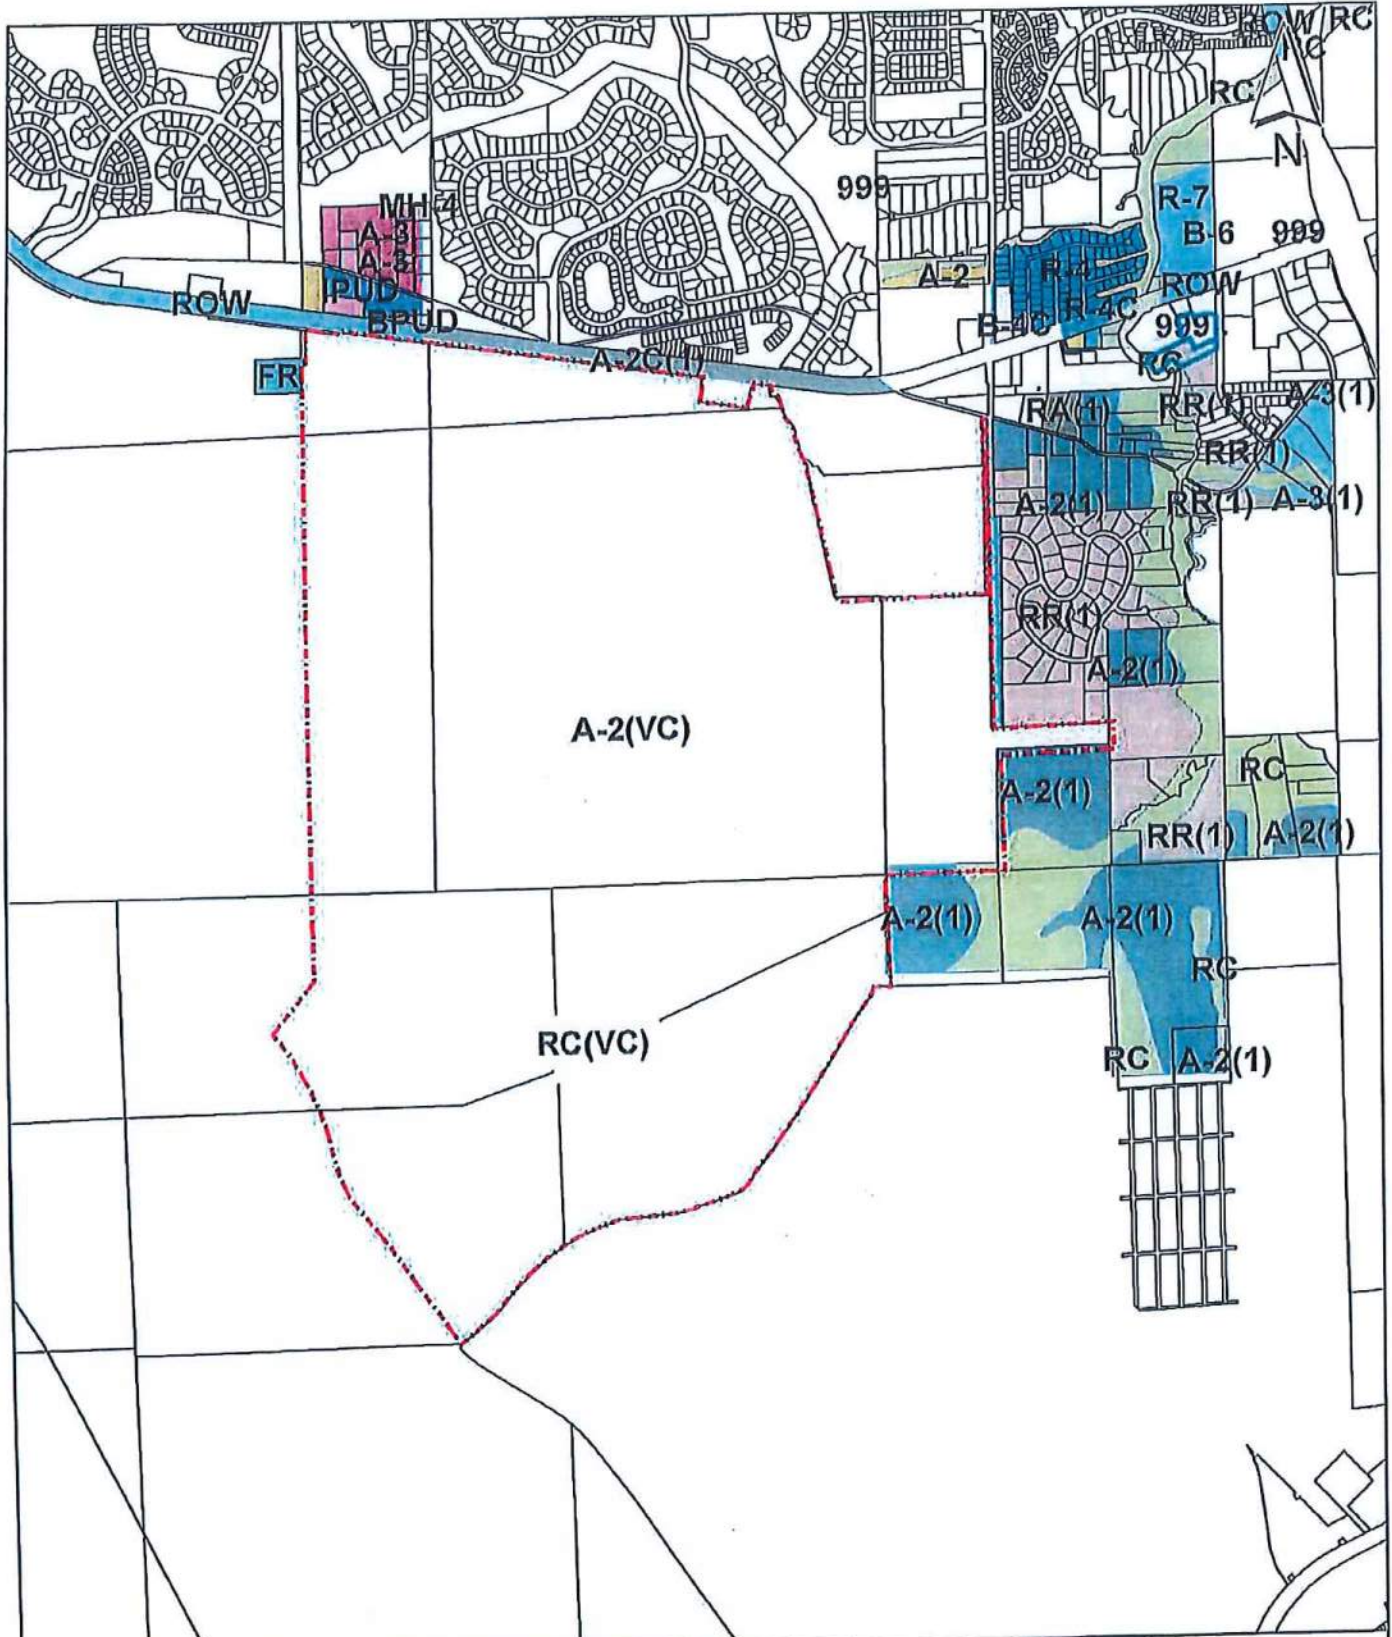 ROW/RC
RC
RC
N
MH-4
999
R-7
A-3
B-6
999
A-3
A-2
R-4
ROW
IPUD
ROW
R-4C
BPUD
B-4C
999
A-2C(1)
RC
FR
RA(1)
RR(1)
A-3(1)
RR(1)
A-2(1)
RR(1)
A-3(1)
RR(1)
A-2(1)
A-2(VC)
A-2(1)
RC
RR(1)
A-2(1)
A-2(1)
A-2(1)
RC
RC(VC)
RC
A-2(1)